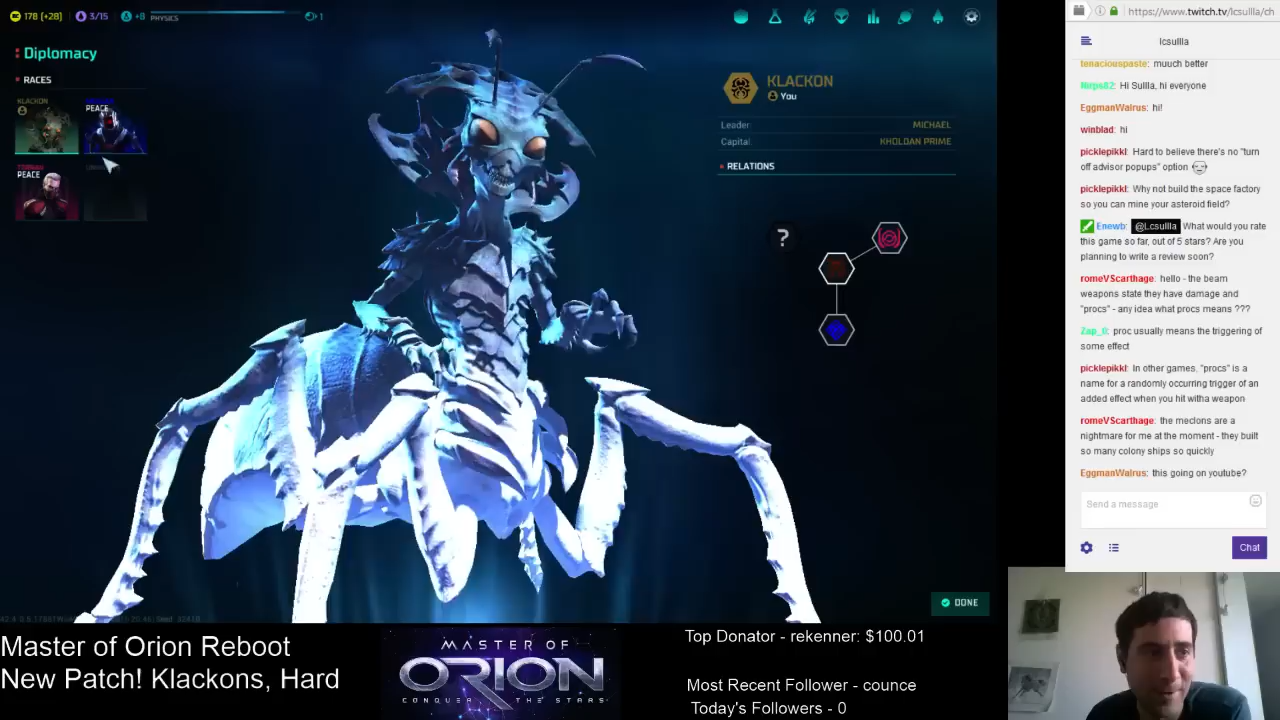 178 [+28]
3/15
+8
PHYSICS
1
Diplomacy
RACES
KLACKON
PEACE
PEACE
KLACKON
You
Leader: MICHAEL
Capital: KHOLDAN PRIME
RELATIONS
?
DONE
Master of Orion Reboot
New Patch! Klackons, Hard
MASTER OF
ORION
CONQUER THE STARS
Top Donator - rekenner: $100.01
Most Recent Follower - counce
Today's Followers - 0
https://www.twitch.tv/lcsullla/ch
lcsullla
tenaciouspaste: muuch better
Nirps82: Hi Sullla, hi everyone
EggmanWalrus: hi!
winblad: hi
picklepikkl: Hard to believe there's no "turn
off advisor popups" option
picklepikkl: Why not build the space factory
so you can mine your asteroid field?
Enewb: @Lcsullla What would you rate
this game so far, out of 5 stars? Are you
planning to write a review soon?
romeVScarthage: hello - the beam
weapons state they have damage and
"procs" - any idea what procs means ???
Zap_0: proc usually means the triggering of
some effect
picklepikkl: In other games, "procs" is a
name for a randomly occurring trigger of an
added effect when you hit witha weapon
romeVScarthage: the meclons are a
nightmare for me at the moment - they built
so many colony ships so quickly
EggmanWalrus: this going on youtube?
Send a message
Chat